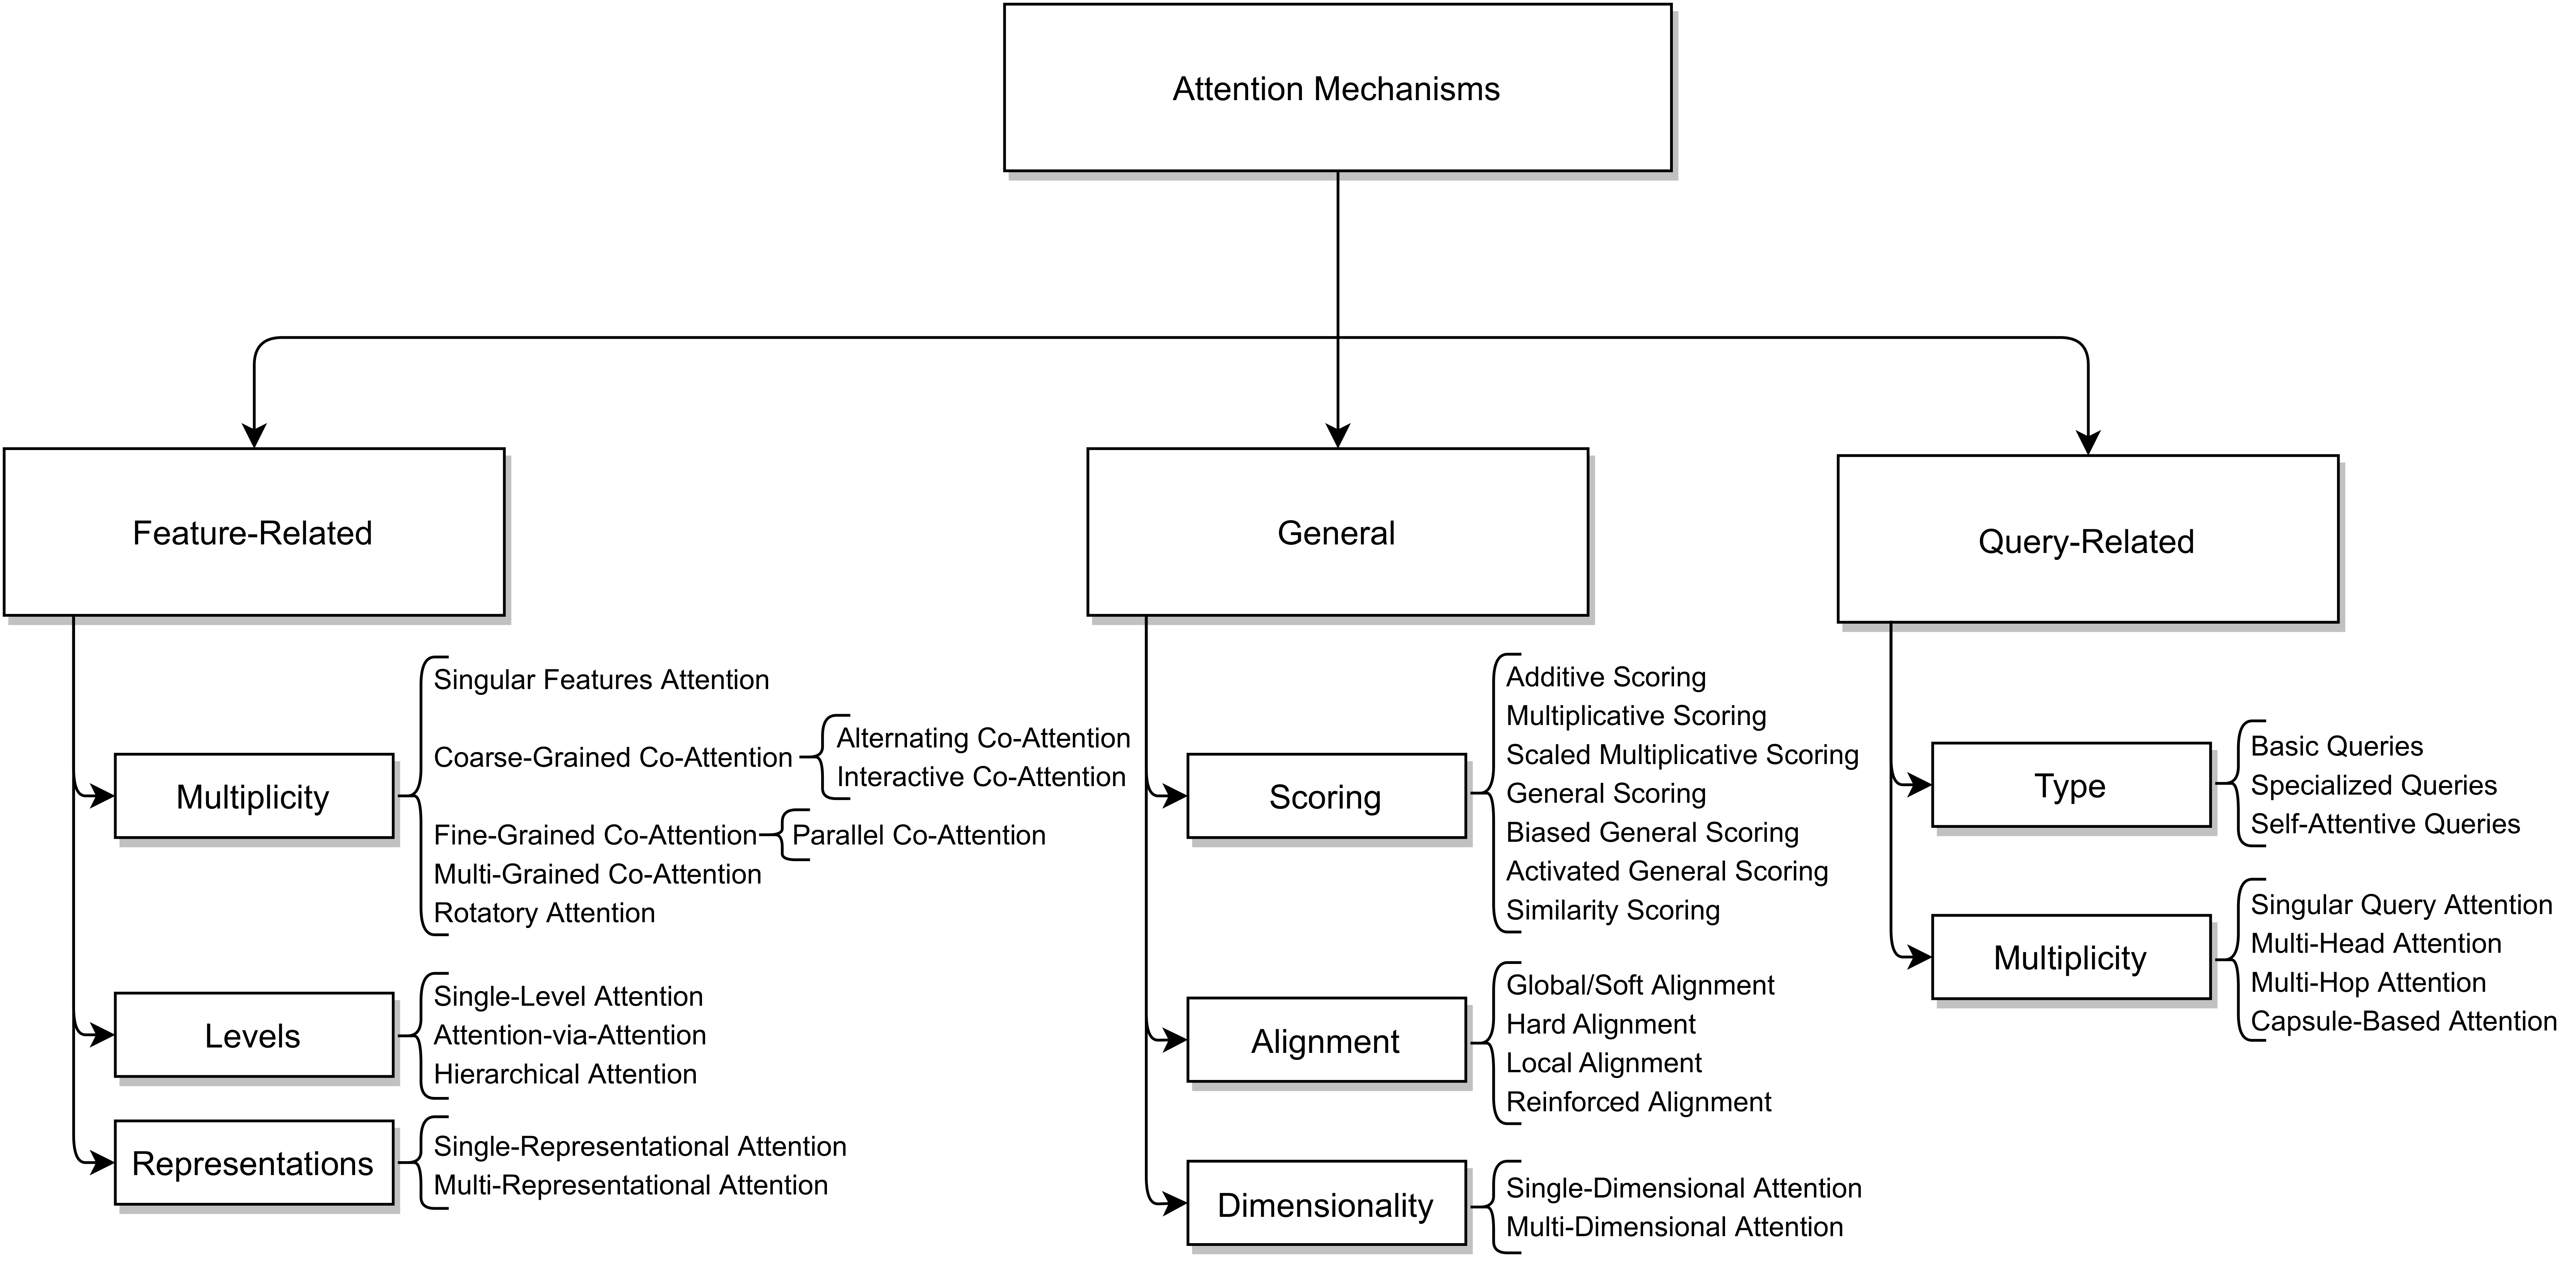 Attention Mechanisms
Feature-Related
General
Query-Related
Multiplicity
Singular Features Attention
Coarse-Grained Co-Attention
Alternating Co-Attention
Interactive Co-Attention
Fine-Grained Co-Attention
Parallel Co-Attention
Multi-Grained Co-Attention
Rotatory Attention
Levels
Single-Level Attention
Attention-via-Attention
Hierarchical Attention
Representations
Single-Representational Attention
Multi-Representational Attention
Scoring
Additive Scoring
Multiplicative Scoring
Scaled Multiplicative Scoring
General Scoring
Biased General Scoring
Activated General Scoring
Similarity Scoring
Alignment
Global/Soft Alignment
Hard Alignment
Local Alignment
Reinforced Alignment
Dimensionality
Single-Dimensional Attention
Multi-Dimensional Attention
Type
Basic Queries
Specialized Queries
Self-Attentive Queries
Multiplicity
Singular Query Attention
Multi-Head Attention
Multi-Hop Attention
Capsule-Based Attention